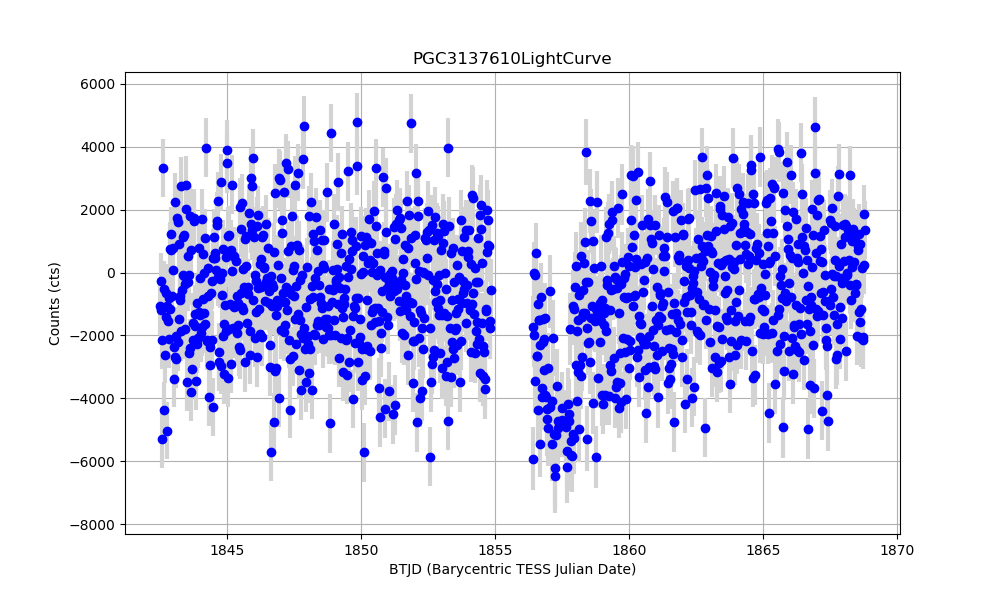 PGC3137610LightCurve
6000
4000
2000
0
−2000
−4000
−6000
−8000
Counts (cts)
1845 1850 1855 1860 1865 1870
BTJD (Barycentric TESS Julian Date)